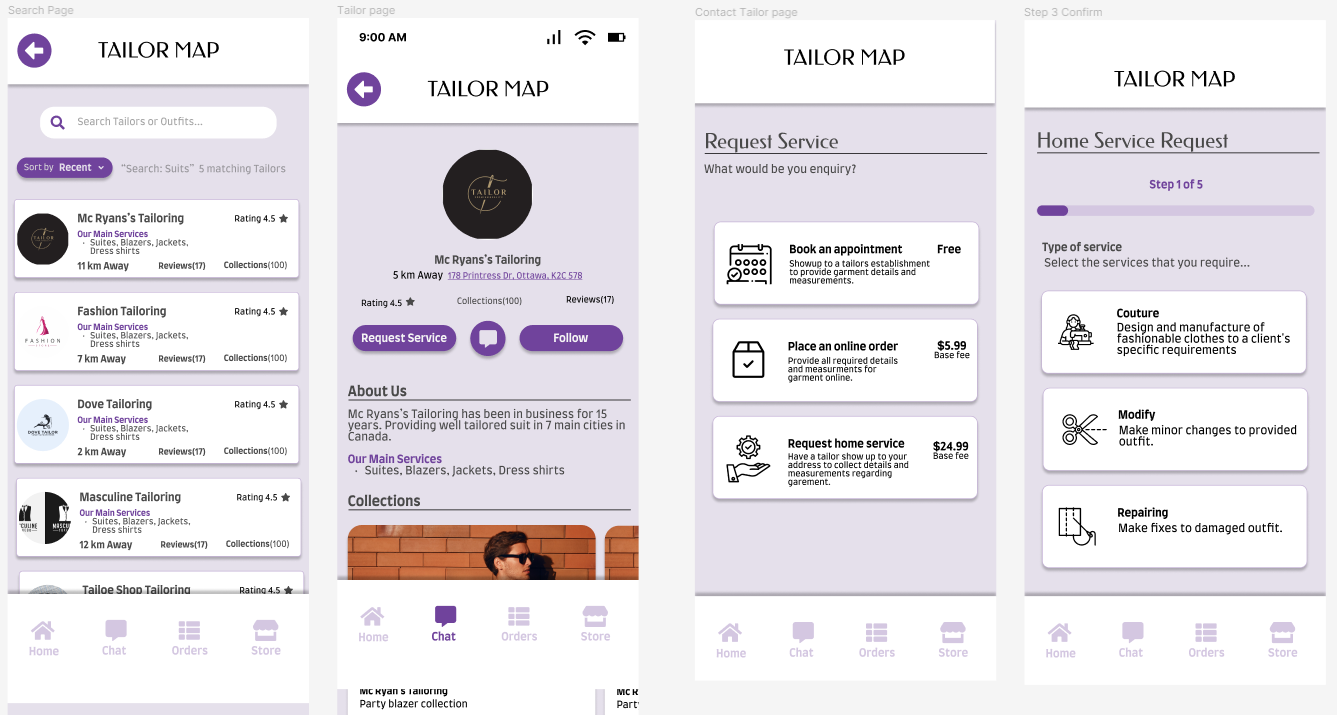 Search Page
TAILOR MAP
Search Tailors or Outfits...
Sort by Recent
“Search: Suits” 5 matching Tailors
TAILOR
Mc Ryans's Tailoring
Rating 4.5
Our Main Services
· Suites, Blazers, Jackets,
Dress shirts
11 km Away
Reviews(17)
Collections(100)
FASHION
Fashion Tailoring
Rating 4.5
Our Main Services
· Suites, Blazers, Jackets,
Dress shirts
7 km Away
Reviews(17)
Collections(100)
DOVE TAILOR
Dove Tailoring
Rating 4.5
Our Main Services
· Suites, Blazers, Jackets,
Dress shirts
2 km Away
Reviews(17)
Collections(100)
Masculine Tailoring
Rating 4.5
Our Main Services
· Suites, Blazers, Jackets,
Dress shirts
12 km Away
Reviews(17)
Collections(100)
Tailoe Shop Tailoring
Rating 4.5
Home
Chat
Orders
Store
Tailor page
9:00 AM
TAILOR MAP
TAILOR
Mc Ryans's Tailoring
5 km Away 178 Printress Dr, Ottawa, K2C 578
Rating 4.5
Collections(100)
Reviews(17)
Request Service
Follow
About Us
Mc Ryans's Tailoring has been in business for 15
years. Providing well tailored suit in 7 main cities in
Canada.
Our Main Services
· Suites, Blazers, Jackets, Dress shirts
Collections
Home
Chat
Orders
Store
Mc Ryan's Tailoring
Party blazer collection
Mc R
Part
Contact Tailor page
TAILOR MAP
Request Service
What would be you enquiry?
Book an appointment
Free
Showup to a tailors establishment
to provide garment details and
measurements.
Place an online order
$5.99
Base fee
Provide all required details
and measurments for
garment online.
Request home service
$24.99
Base fee
Have a tailor show up to your
address to collect details and
measurements regarding
garement.
Home
Chat
Orders
Store
Step 3 Confirm
TAILOR MAP
Home Service Request
Step 1 of 5
Type of service
Select the services that you require...
Couture
Design and manufacture of
fashionable clothes to a client's
specific requirements
Modify
Make minor changes to provided
outfit.
Repairing
Make fixes to damaged outfit.
Home
Chat
Orders
Store